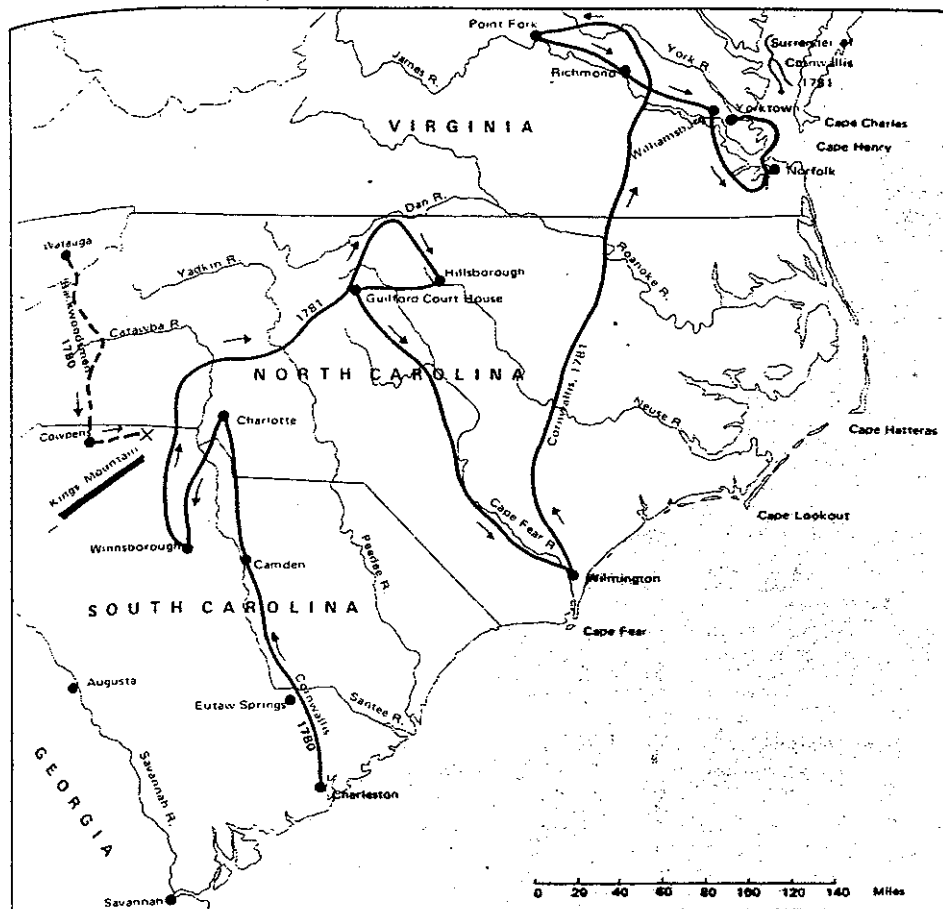 Point Fork
Surrender of
Cornwallis
1781
York R.
James R.
Richmond
Yorktown
VIRGINIA
Williamsburg
Cape Charles
Cape Henry
Norfolk
Watauga
Dan R.
Yadkin R.
Hillsborough
Roanoke R.
Guilford Court House
Backwoodsmen
1780
Catawba R
1781
NORTH CAROLINA
Cornwallis, 1781
Charlotte
Neuse R
Cape Hatteras
Cowpens
Kings Mountain
Cape Lookout
Cape Fear R
Winnsborough
Camden
Peedee R
Wilmington
SOUTH CAROLINA
Cape Fear
Augusta
Eutaw Springs
Cornwallis
1780
Santee R.
GEORGIA
Savannah R.
Charleston
Savannah
0 20 40 60 80 100 120 140 Miles